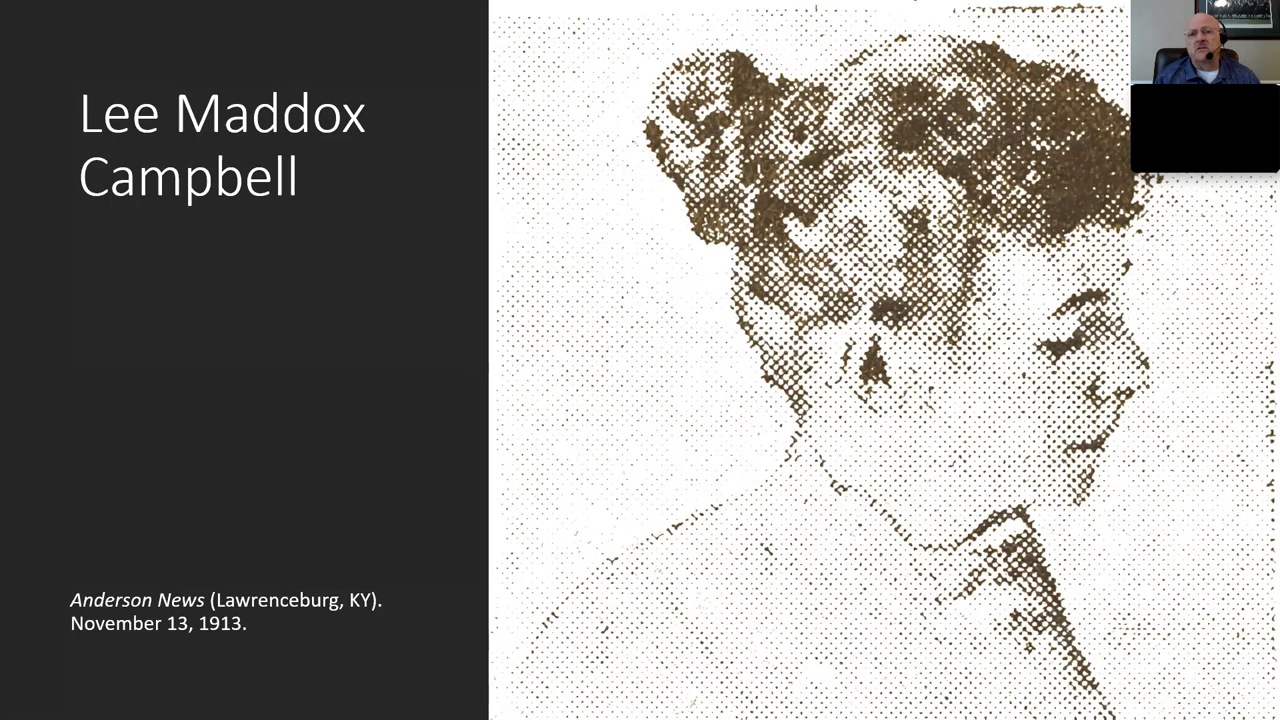 Lee Maddox
Campbell
Anderson News (Lawrenceburg, KY).
November 13, 1913.